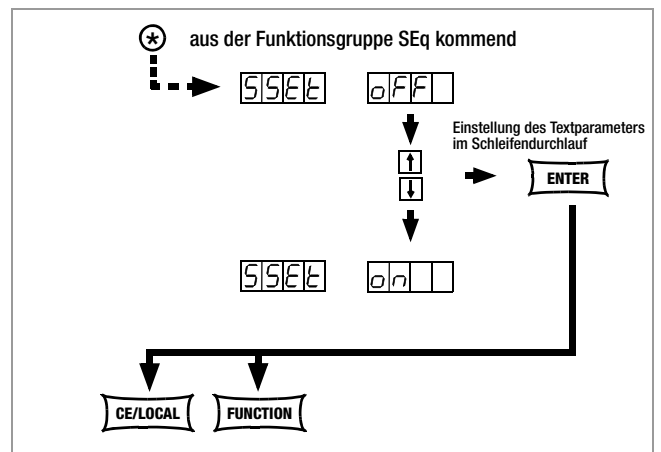 * aus der Funktionsgruppe SEq kommend
SSEt oFF
Einstellung des Textparameters
im Schleifendurchlauf
↑
↓
ENTER
SSEt on
CE/LOCAL FUNCTION